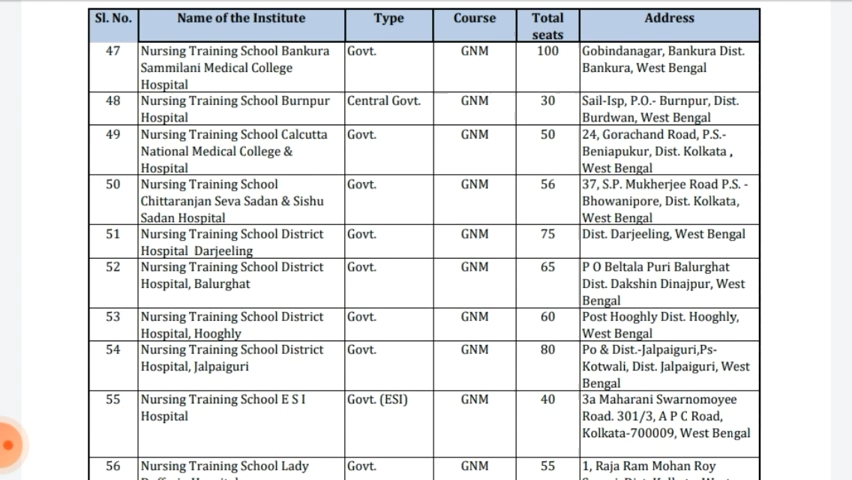 Sl. No. Name of the Institute Type Course Total seats Address
47 Nursing Training School Bankura Govt. GNM 100 Gobindanagar, Bankura Dist.
Sammilani Medical College Bankura, West Bengal
Hospital
48 Nursing Training School Burnpur Central Govt. GNM 30 Sail-Isp, P.O.- Burnpur, Dist.
Hospital Burdwan, West Bengal
49 Nursing Training School Calcutta Govt. GNM 50 24, Gorachand Road, P.S.-
National Medical College & Beniapukur, Dist. Kolkata ,
Hospital West Bengal
50 Nursing Training School Govt. GNM 56 37, S.P. Mukherjee Road P.S. -
Chittaranjan Seva Sadan & Sishu Bhowanipore, Dist. Kolkata,
Sadan Hospital West Bengal
51 Nursing Training School District Govt. GNM 75 Dist. Darjeeling, West Bengal
Hospital Darjeeling
52 Nursing Training School District Govt. GNM 65 P O Beltala Puri Balurghat
Hospital, Balurghat Dist. Dakshin Dinajpur, West
Bengal
53 Nursing Training School District Govt. GNM 60 Post Hooghly Dist. Hooghly,
Hospital, Hooghly West Bengal
54 Nursing Training School District Govt. GNM 80 Po & Dist.-Jalpaiguri,Ps-
Hospital, Jalpaiguri Kotwali, Dist. Jalpaiguri, West
Bengal
55 Nursing Training School E S I Govt. (ESI) GNM 40 3a Maharani Swarnomoyee
Hospital Road. 301/3, A P C Road,
Kolkata-700009, West Bengal
56 Nursing Training School Lady Govt. GNM 55 1, Raja Ram Mohan Roy